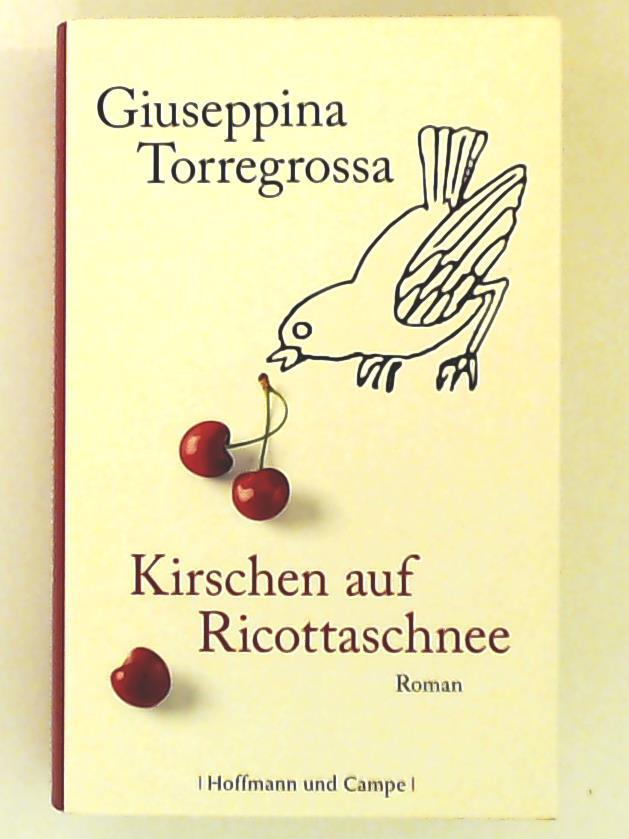 Giuseppina
Torregrossa
Kirschen auf
Ricottaschnee
Roman
| Hoffmann und Campe |